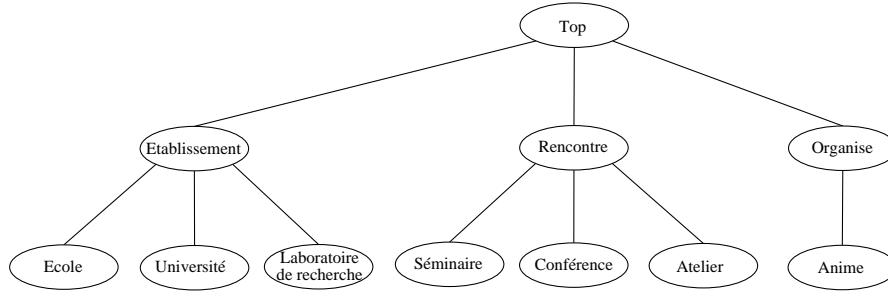 Top
Etablissement
Rencontre
Organise
Ecole
Université
Laboratoire
de recherche
Séminaire
Conférence
Atelier
Anime